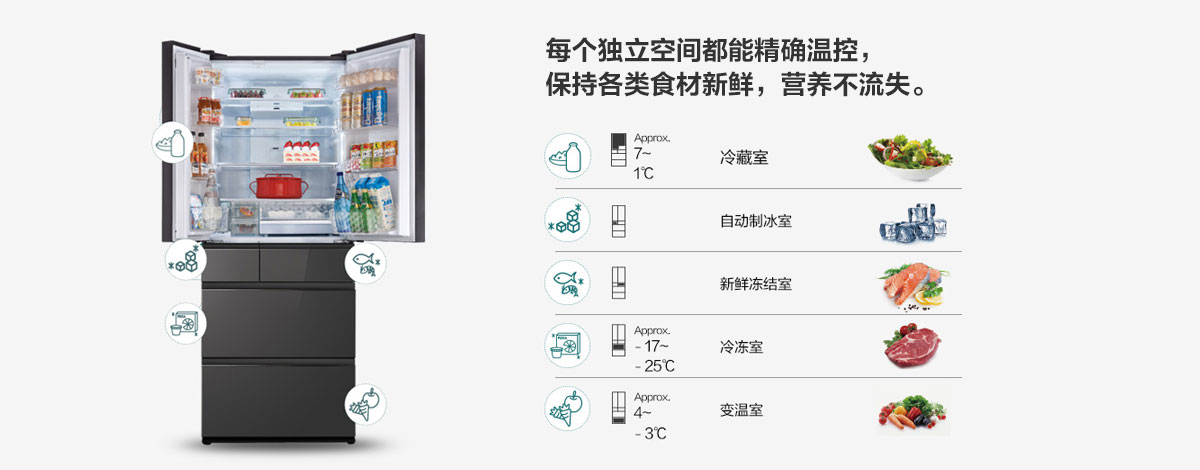 每个独立空间都能精确温控，
保持各类食材新鲜，营养不流失。
Approx.
7~
1℃
冷藏室
自动制冰室
新鲜冻结室
Approx.
-17~
-25℃
冷冻室
Approx.
4~
-3℃
变温室